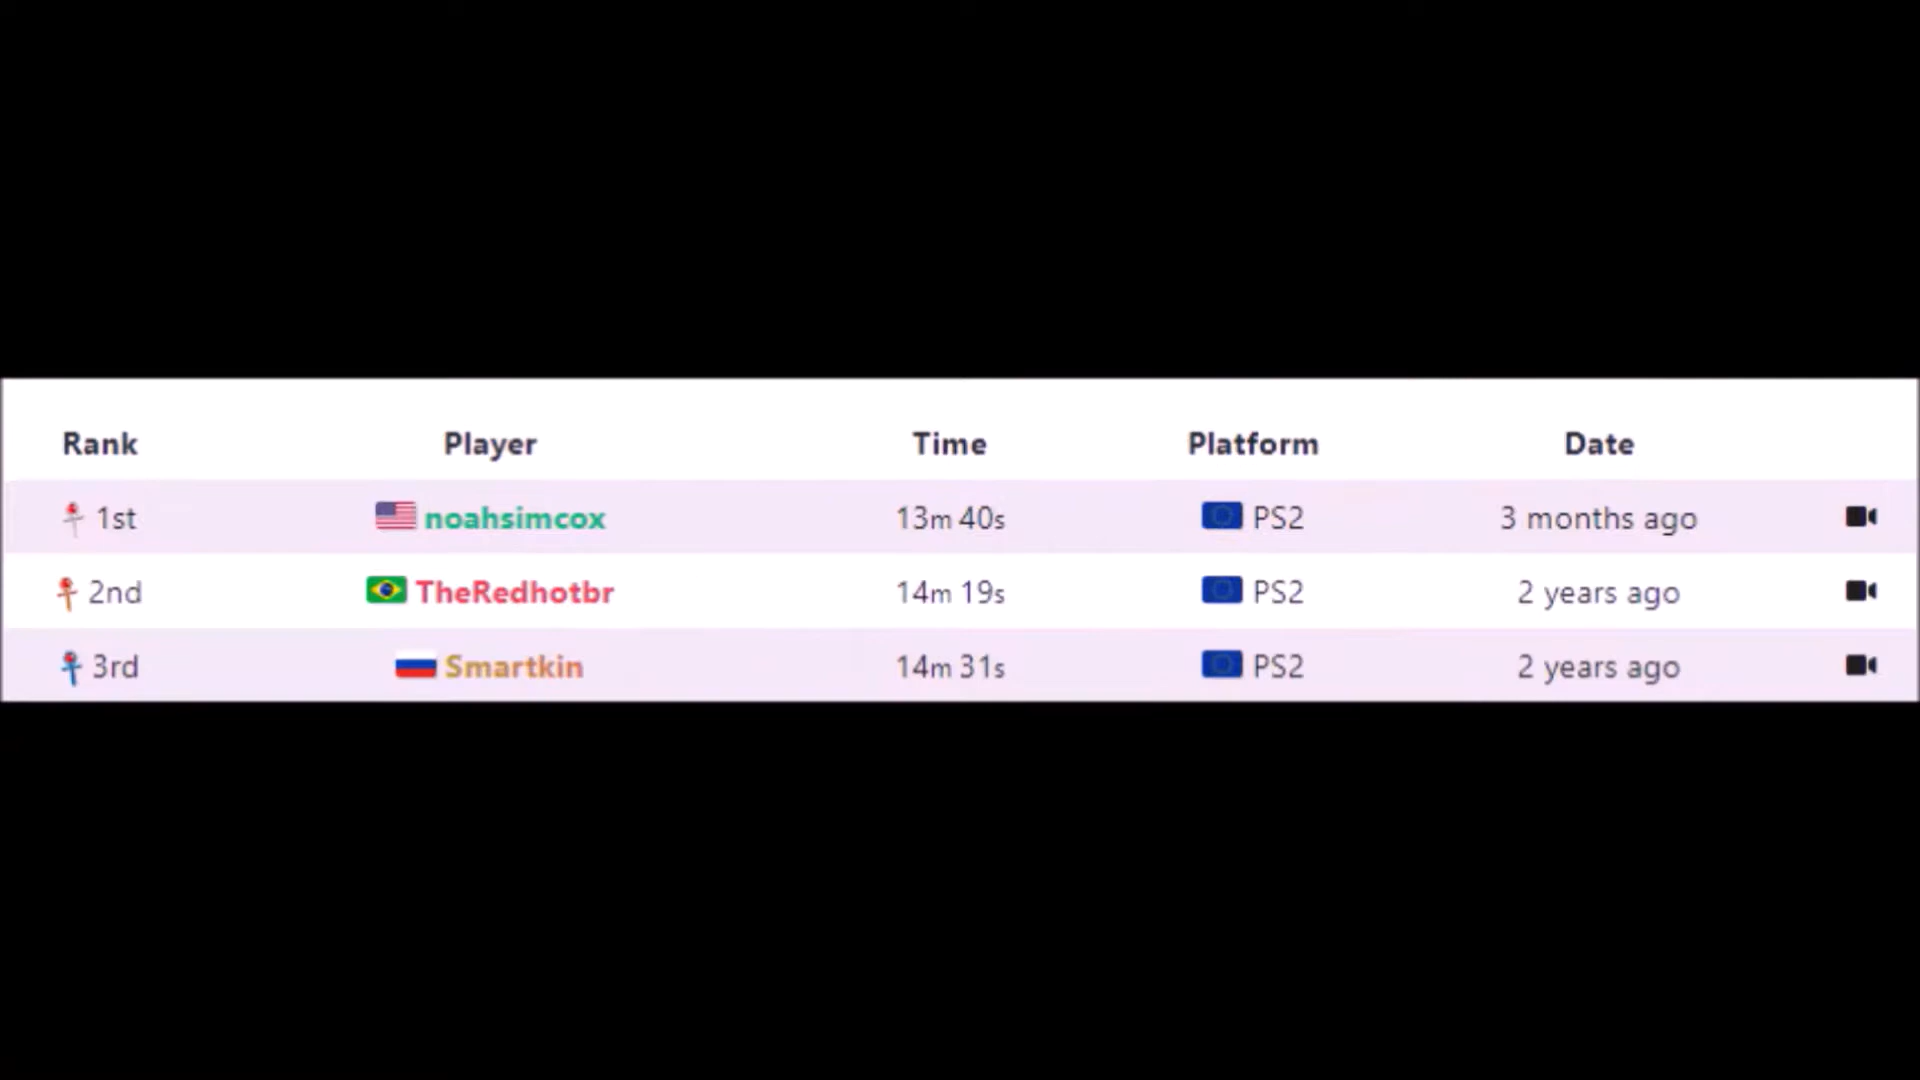 Rank Player Time Platform Date
1st noahsimcox 13m 40s PS2 3 months ago
2nd TheRedhotbr 14m 19s PS2 2 years ago
3rd Smartkin 14m 31s PS2 2 years ago